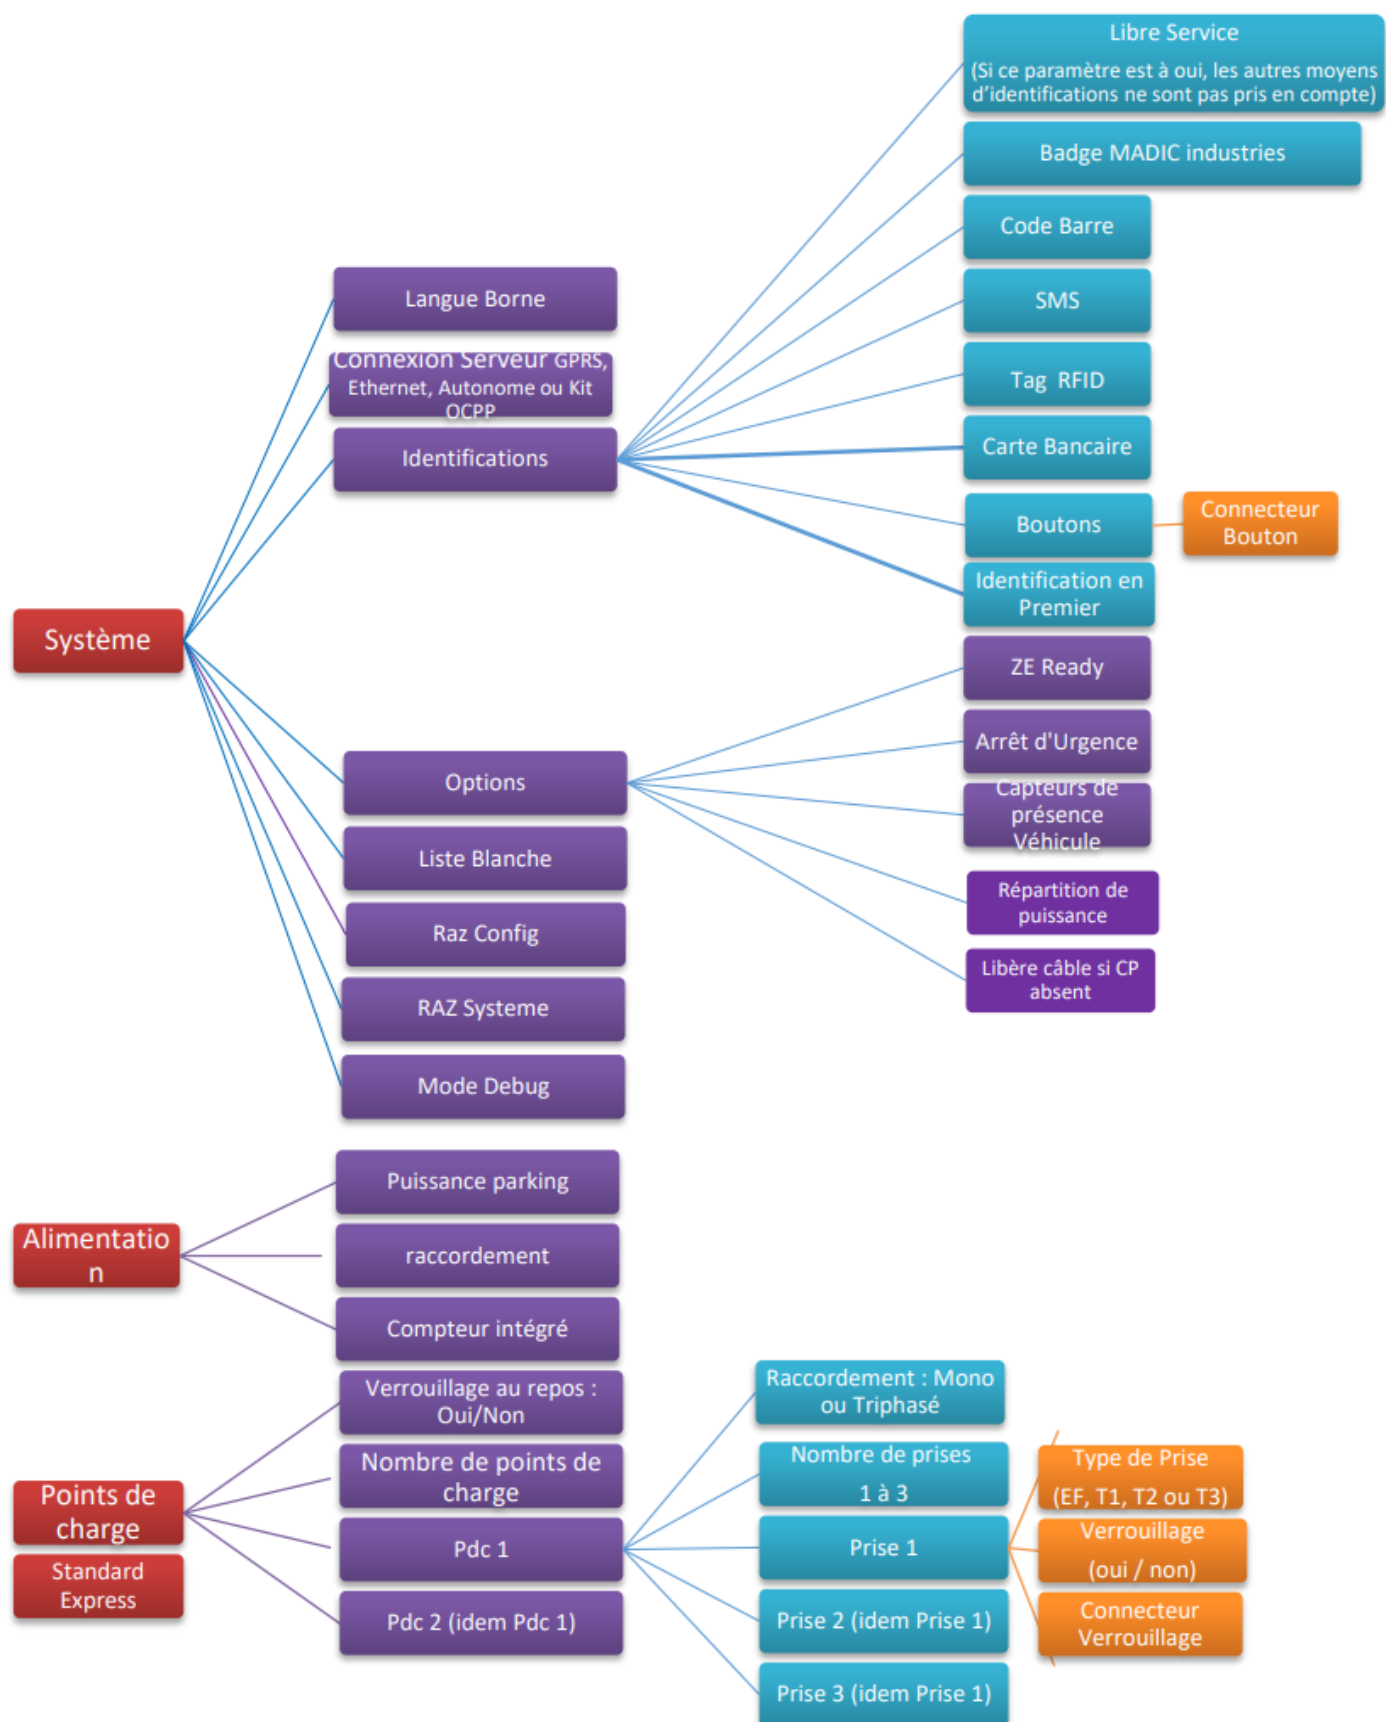 Libre Service
(Si ce paramètre est à oui, les autres moyens
d'identifications ne sont pas pris en compte)
Badge MADIC industries
Code Barre
SMS
Tag RFID
Carte Bancaire
Boutons
Connecteur
Bouton
Identification en
Premier
Langue Borne
Connexion Serveur GPRS,
Ethernet, Autonome ou Kit
OCPP
Identifications
Système
ZE Ready
Arrêt d'Urgence
Capteurs de
présence
Véhicule
Répartition de
puissance
Libère câble si CP
absent
Options
Liste Blanche
Raz Config
RAZ Systeme
Mode Debug
Alimentatio
n
Puissance parking
raccordement
Compteur intégré
Points de
charge
Standard
Express
Verrouillage au repos :
Oui/Non
Nombre de points de
charge
Pdc 1
Pdc 2 (idem Pdc 1)
Raccordement : Mono
ou Triphasé
Nombre de prises
1 à 3
Prise 1
Prise 2 (idem Prise 1)
Prise 3 (idem Prise 1)
Type de Prise
(EF, T1, T2 ou T3)
Verrouillage
(oui / non)
Connecteur
Verrouillage